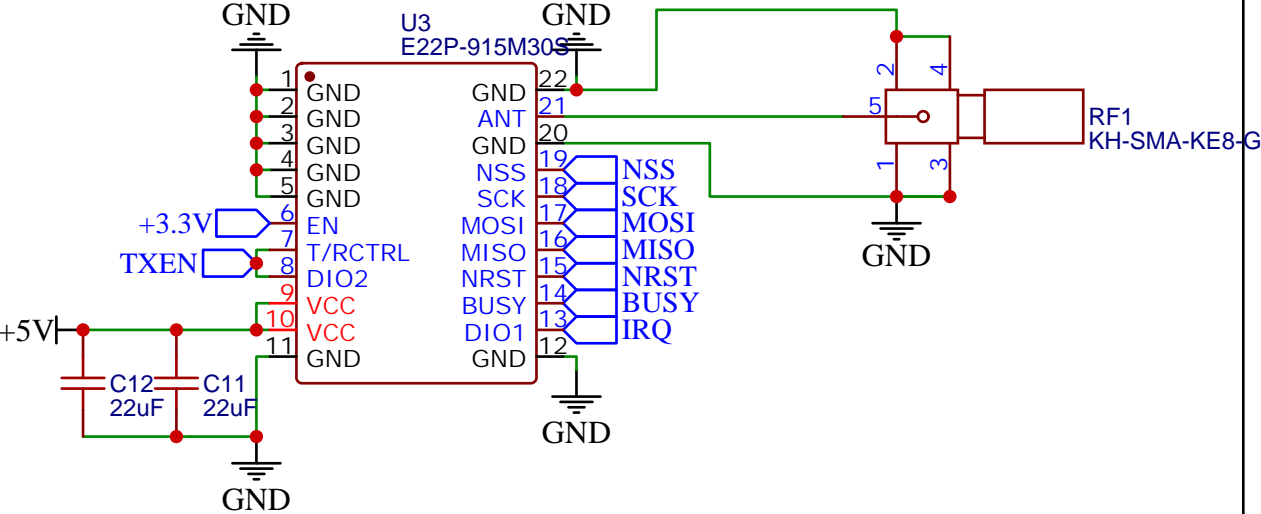 GND
GND
U3
E22P-915M30S
1
GND
2
GND
3
GND
4
GND
5
GND
+3.3V
6
EN
TXEN
7
T/RCTRL
8
DIO2
9
VCC
+5V
10
VCC
11
GND
22
GND
21
ANT
20
GND
19
NSS
NSS
18
SCK
SCK
17
MOSI
MOSI
16
MISO
MISO
15
NRST
NRST
14
BUSY
BUSY
13
DIO1
IRQ
12
GND
2
4
5
1
3
RF1
KH-SMA-KE8-G
GND
C12
22uF
C11
22uF
GND
GND